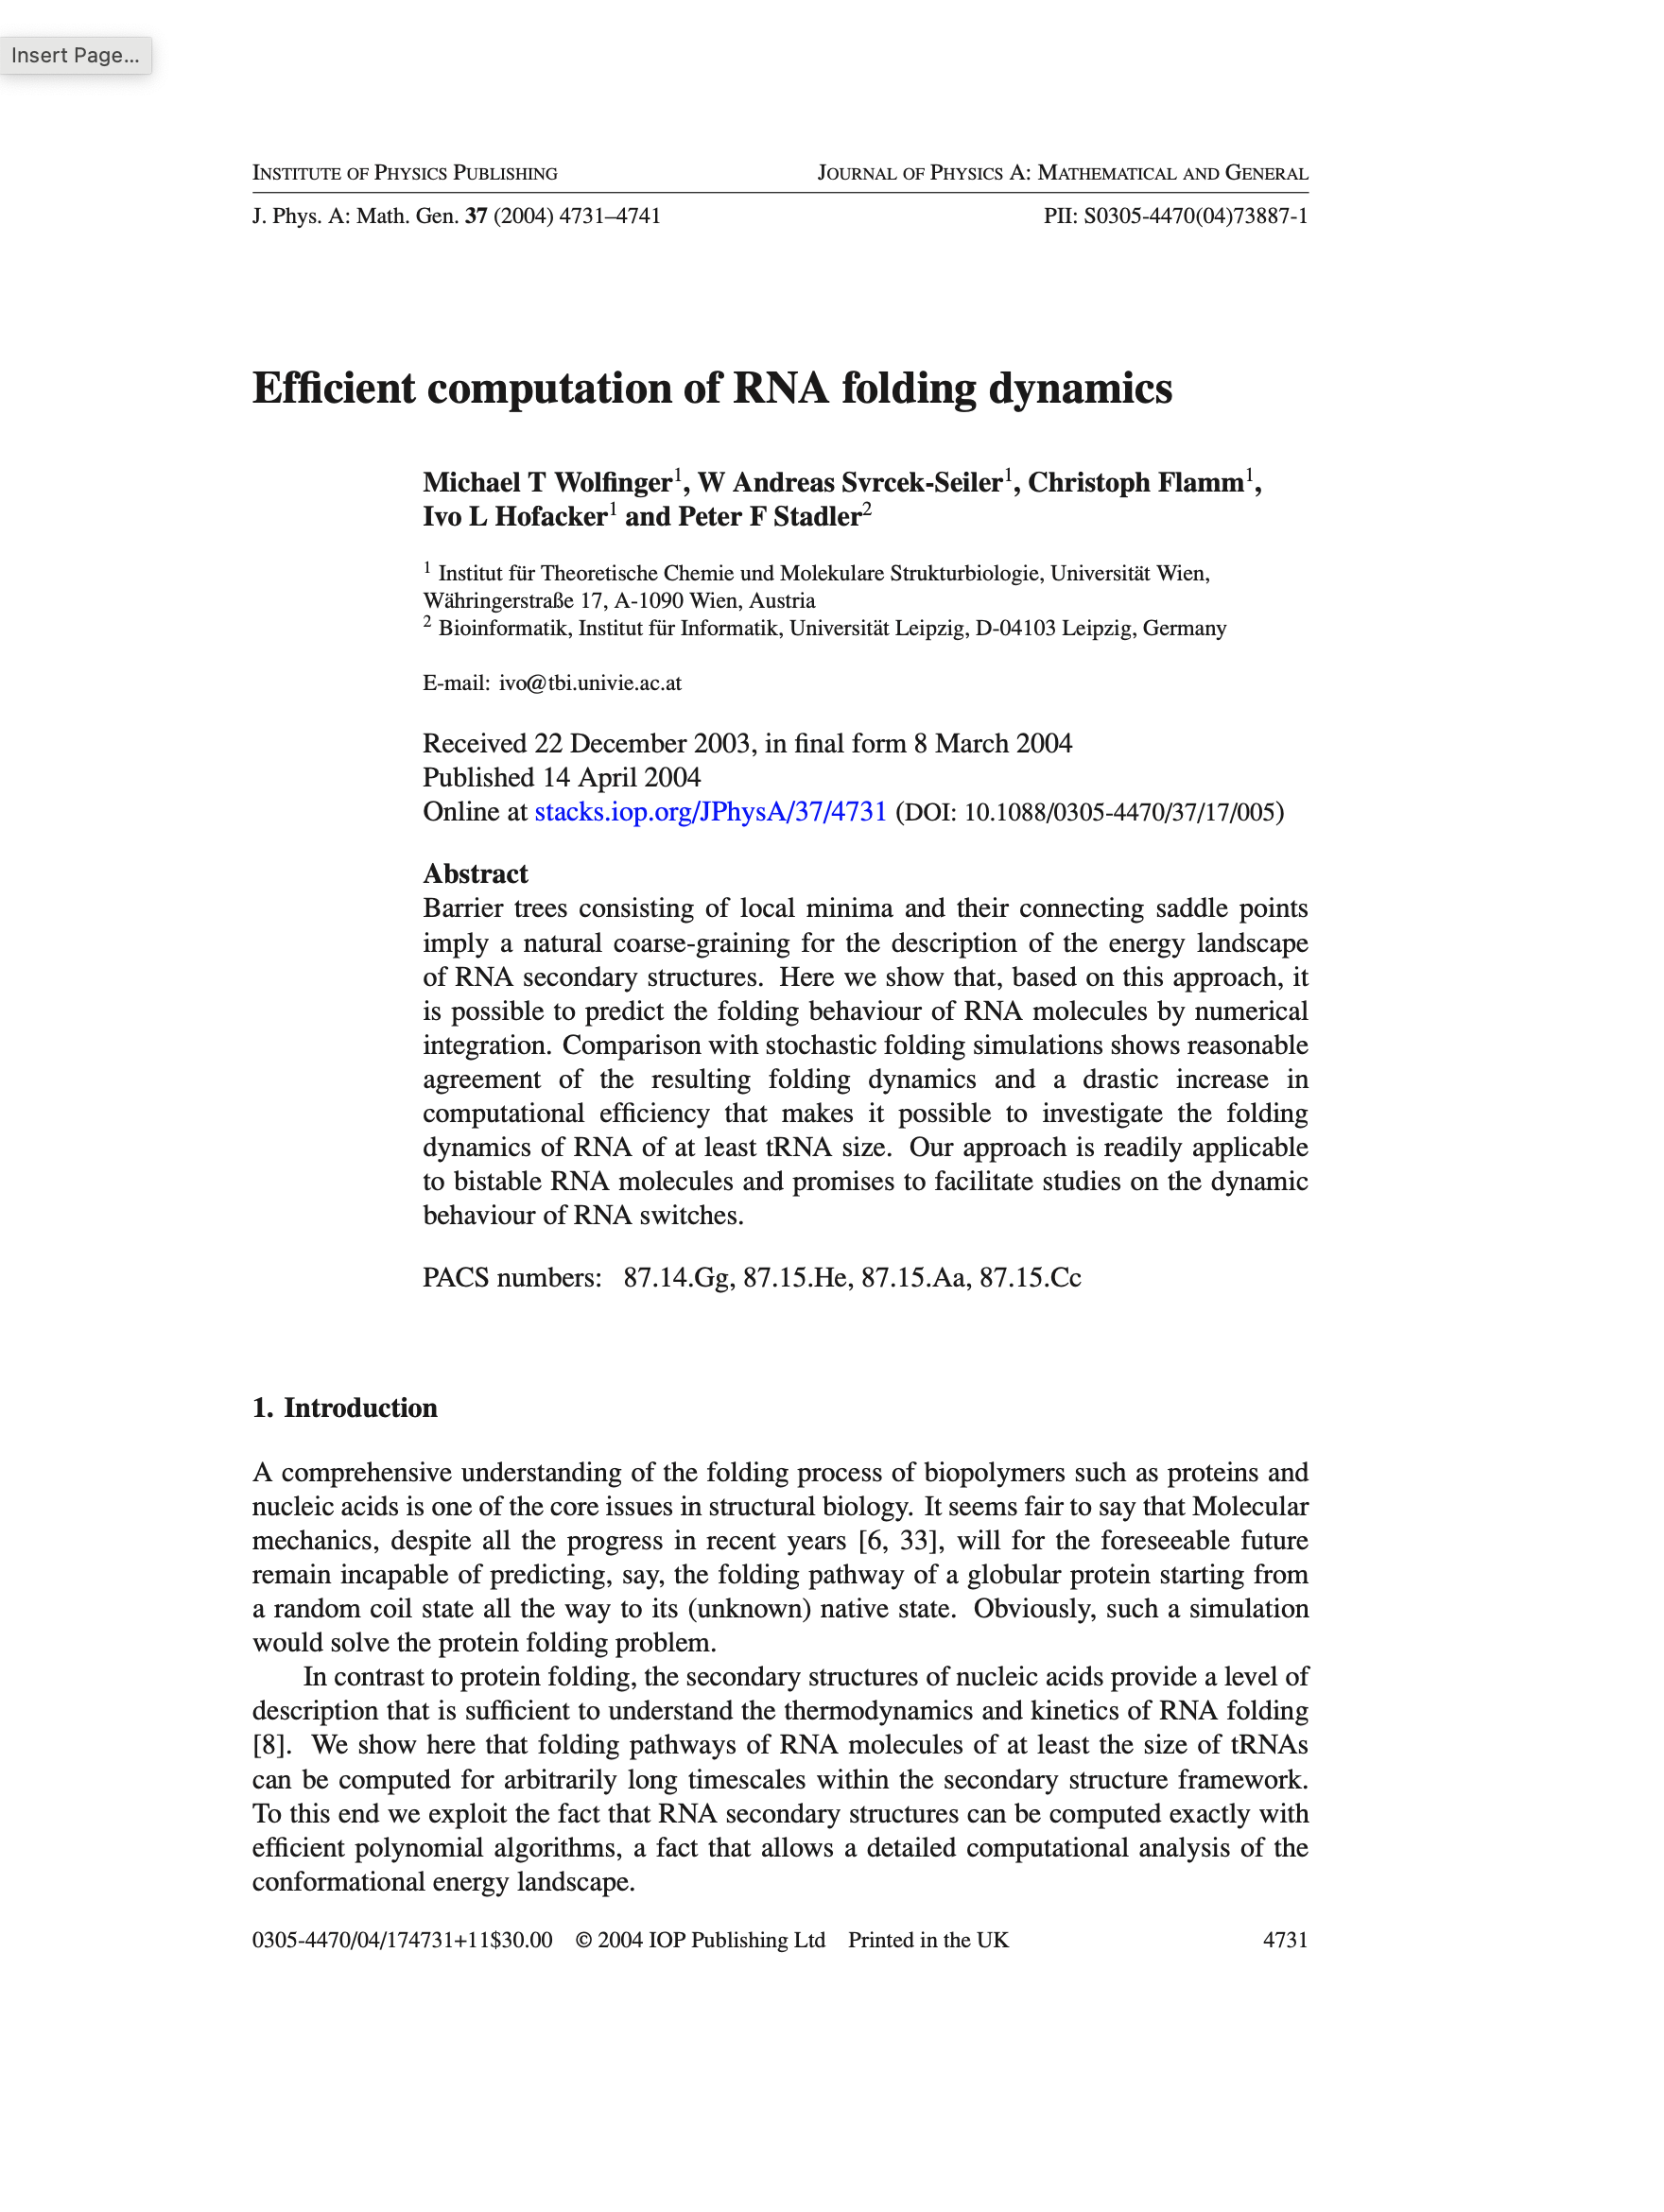 Insert Page...
INSTITUTE OF PHYSICS PUBLISHING JOURNAL OF PHYSICS A: MATHEMATICAL AND GENERAL
J. Phys. A: Math. Gen. 37 (2004) 4731–4741 PII: S0305-4470(04)73887-1
Efficient computation of RNA folding dynamics
Michael T Wolfinger1, W Andreas Svrcek-Seiler1, Christoph Flamm1,
Ivo L Hofacker1 and Peter F Stadler2
1 Institut für Theoretische Chemie und Molekulare Strukturbiologie, Universität Wien,
Währingerstraße 17, A-1090 Wien, Austria
2 Bioinformatik, Institut für Informatik, Universität Leipzig, D-04103 Leipzig, Germany
E-mail: ivo@tbi.univie.ac.at
Received 22 December 2003, in final form 8 March 2004
Published 14 April 2004
Online at stacks.iop.org/JPhysA/37/4731 (DOI: 10.1088/0305-4470/37/17/005)
Abstract
Barrier trees consisting of local minima and their connecting saddle points
imply a natural coarse-graining for the description of the energy landscape
of RNA secondary structures. Here we show that, based on this approach, it
is possible to predict the folding behaviour of RNA molecules by numerical
integration. Comparison with stochastic folding simulations shows reasonable
agreement of the resulting folding dynamics and a drastic increase in
computational efficiency that makes it possible to investigate the folding
dynamics of RNA of at least tRNA size. Our approach is readily applicable
to bistable RNA molecules and promises to facilitate studies on the dynamic
behaviour of RNA switches.
PACS numbers: 87.14.Gg, 87.15.He, 87.15.Aa, 87.15.Cc
1. Introduction
A comprehensive understanding of the folding process of biopolymers such as proteins and
nucleic acids is one of the core issues in structural biology. It seems fair to say that Molecular
mechanics, despite all the progress in recent years [6, 33], will for the foreseeable future
remain incapable of predicting, say, the folding pathway of a globular protein starting from
a random coil state all the way to its (unknown) native state. Obviously, such a simulation
would solve the protein folding problem.
In contrast to protein folding, the secondary structures of nucleic acids provide a level of
description that is sufficient to understand the thermodynamics and kinetics of RNA folding
[8]. We show here that folding pathways of RNA molecules of at least the size of tRNAs
can be computed for arbitrarily long timescales within the secondary structure framework.
To this end we exploit the fact that RNA secondary structures can be computed exactly with
efficient polynomial algorithms, a fact that allows a detailed computational analysis of the
conformational energy landscape.
0305-4470/04/174731+11$30.00 © 2004 IOP Publishing Ltd Printed in the UK 4731